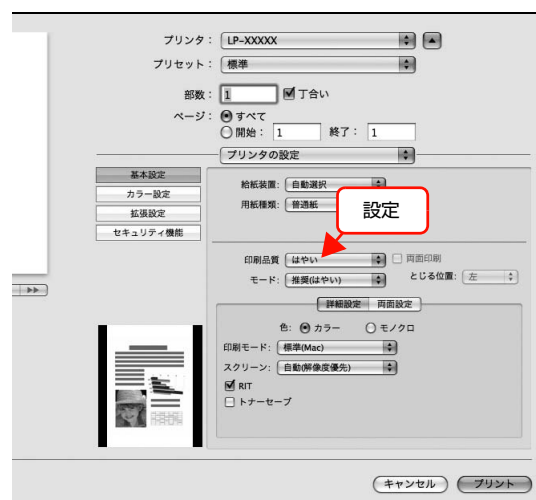 プリンタ： LP-XXXXX
プリセット： 標準
部数： 1 丁合い
ページ： すべて
開始： 1 終了： 1
プリンタの設定
基本設定
カラー設定
拡張設定
セキュリティ機能
給紙装置： 自動選択
用紙種類： 普通紙
設定
印刷品質 はやい 両面印刷
モード： 推奨(はやい) とじる位置： 左
詳細設定 両面設定
色： カラー モノクロ
印刷モード： 標準(Mac)
スクリーン： 自動(解像度優先)
RIT
トナーセーブ
キャンセル プリント